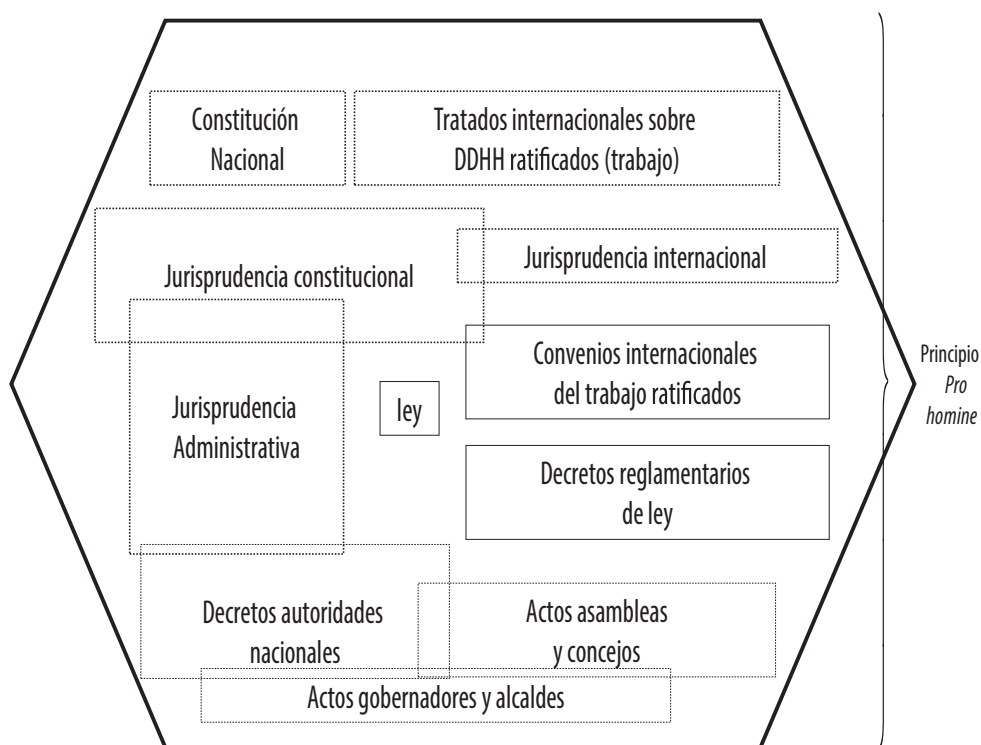 Constitución
Nacional
Tratados internacionales sobre
DDHH ratificados (trabajo)
Jurisprudencia constitucional
Jurisprudencia internacional
Jurisprudencia
Administrativa
ley
Convenios internacionales
del trabajo ratificados
Decretos reglamentarios
de ley
Decretos autoridades
nacionales
Actos asambleas
y concejos
Actos gobernadores y alcaldes
Principio
Pro
homine